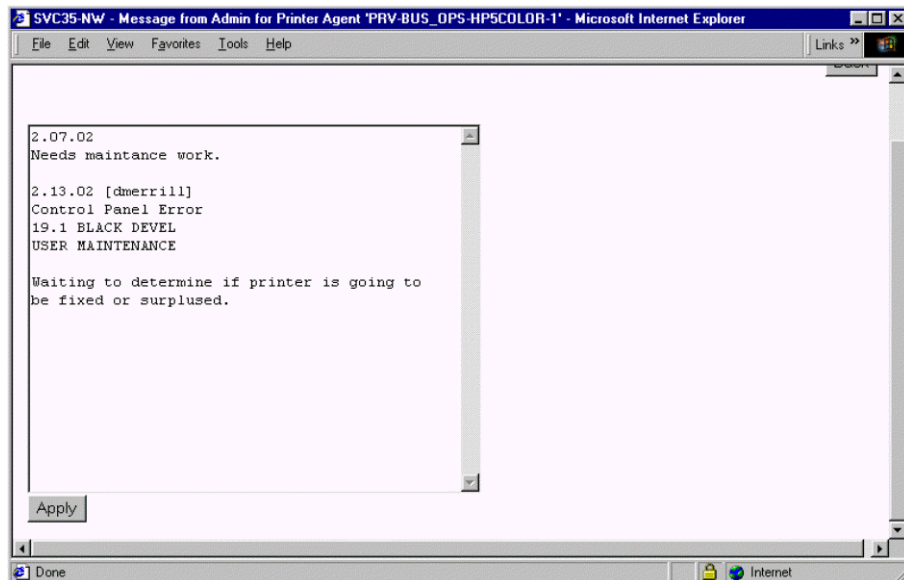 SVC35-NW - Message from Admin for Printer Agent 'PRV-BUS_OPS-HP5COLOR-1' - Microsoft Internet Explorer
File Edit View Favorites Tools Help Links »
2.07.02
Needs maintance work.
2.13.02 [dmerrill]
Control Panel Error
19.1 BLACK DEVEL
USER MAINTENANCE
Waiting to determine if printer is going to
be fixed or surplused.
Apply
Done Internet